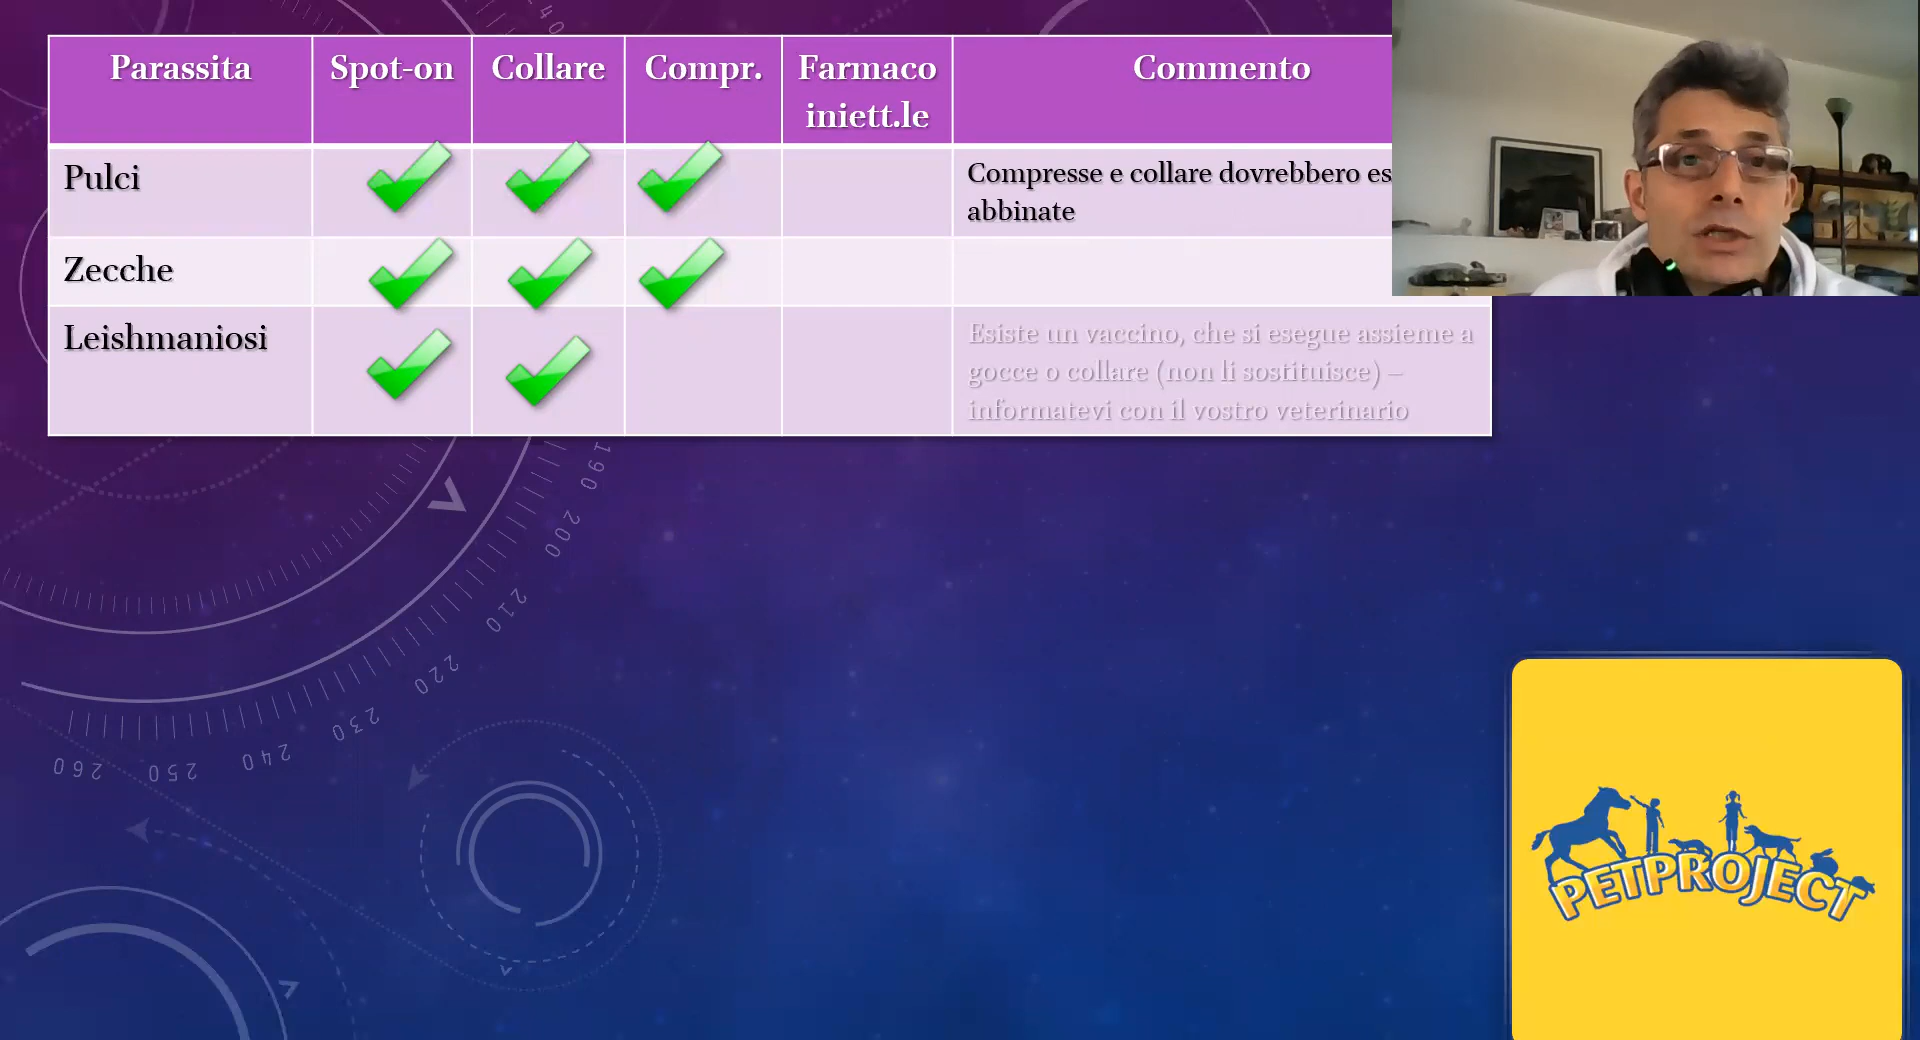 Parassita
Spot-on
Collare
Compr.
Farmaco
iniett.le
Commento
Pulci
Compresse e collare dovrebbero es
abbinate
Zecche
Leishmaniosi
Esiste un vaccino, che si esegue assieme a
gocce o collare (non li sostituisce) –
informatevi con il vostro veterinario
40
190
200
210
220
230
240
250
260
PETPROJECT